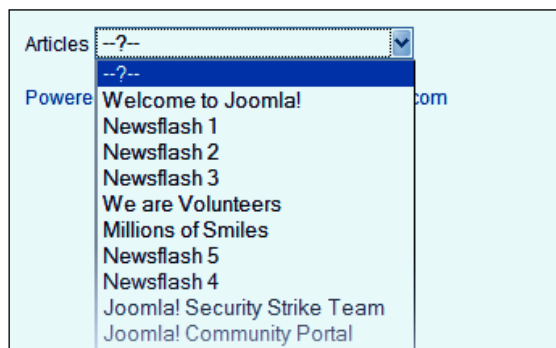 Articles --?--
--?--
Powere com
Welcome to Joomla!
Newsflash 1
Newsflash 2
Newsflash 3
We are Volunteers
Millions of Smiles
Newsflash 5
Newsflash 4
Joomla! Security Strike Team
Joomla! Community Portal